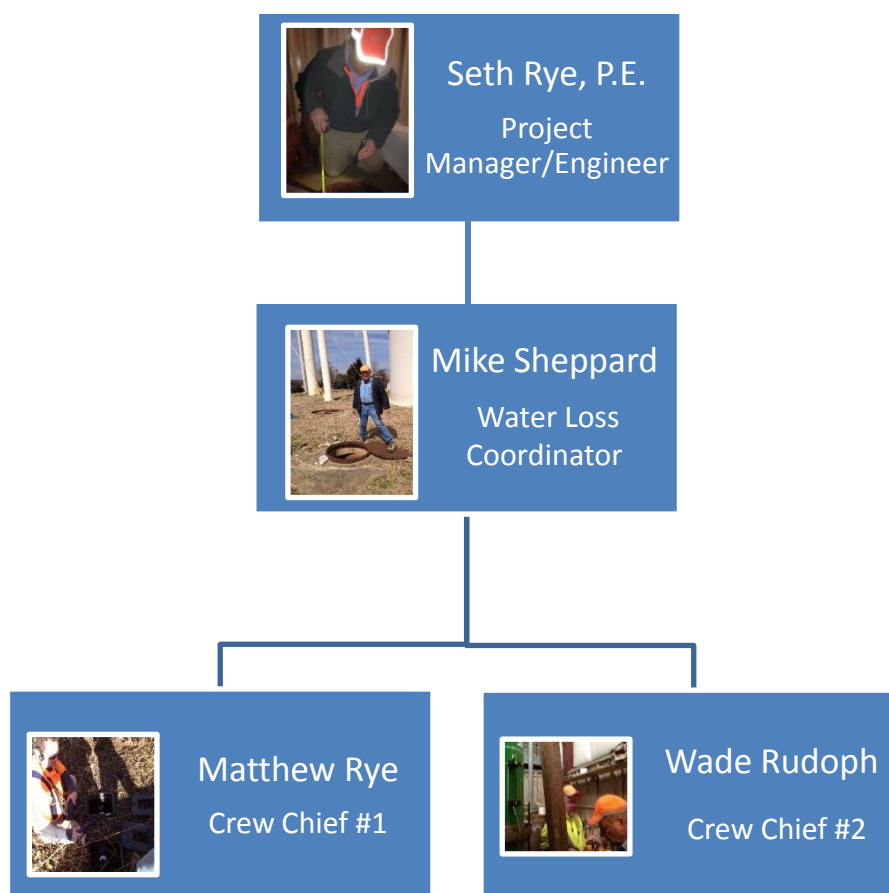 Seth Rye, P.E.
Project
Manager/Engineer
Mike Sheppard
Water Loss
Coordinator
Matthew Rye
Crew Chief #1
Wade Rudoph
Crew Chief #2